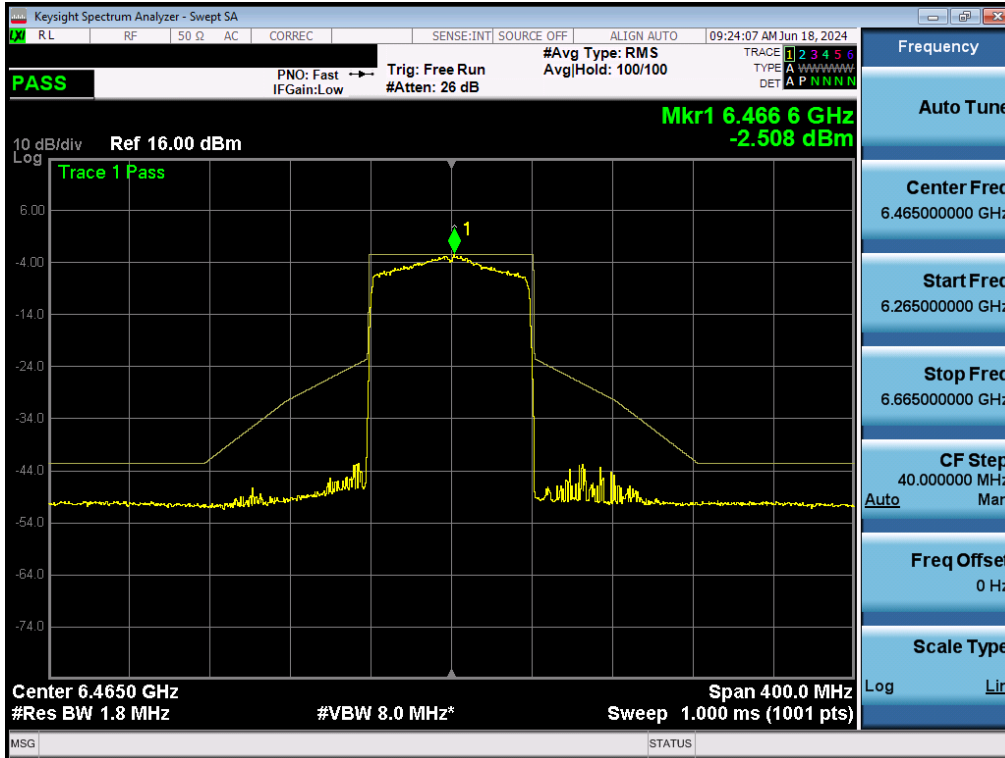 Keysight Spectrum Analyzer - Swept SA
LXI RL RF 50 Ω AC CORREC SENSE:INT SOURCE OFF ALIGN AUTO 09:24:07 AM Jun 18, 2024
PASS
PNO: Fast
IFGain:Low
Trig: Free Run
#Atten: 26 dB
#Avg Type: RMS
Avg|Hold: 100/100
TRACE 1 2 3 4 5 6
TYPE A WWWWW
DET A P N N N N
Mkr1 6.466 6 GHz
-2.508 dBm
10 dB/div Ref 16.00 dBm
Log
Trace 1 Pass
1
6.00
-4.00
-14.0
-24.0
-34.0
-44.0
-54.0
-64.0
-74.0
Center 6.4650 GHz Span 400.0 MHz
#Res BW 1.8 MHz #VBW 8.0 MHz* Sweep 1.000 ms (1001 pts)
MSG STATUS
Frequency
Auto Tune
Center Freq
6.465000000 GHz
Start Freq
6.265000000 GHz
Stop Freq
6.665000000 GHz
CF Step
40.000000 MHz
Auto Man
Freq Offset
0 Hz
Scale Type
Log Lin